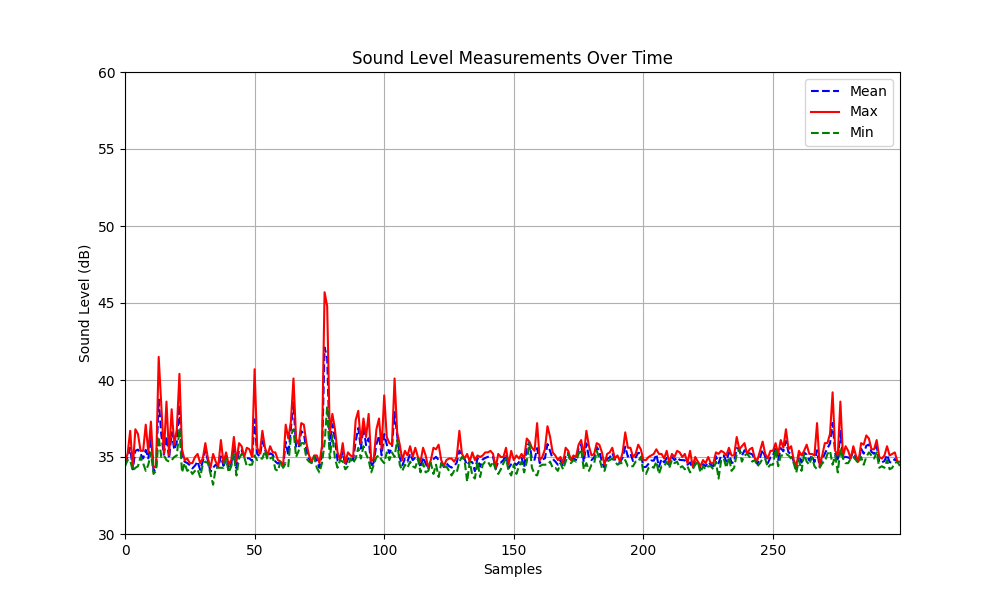 Sound Level Measurements Over Time
60
55
50
45
40
35
30
Sound Level (dB)
Mean
Max
Min
0 50 100 150 200 250
Samples